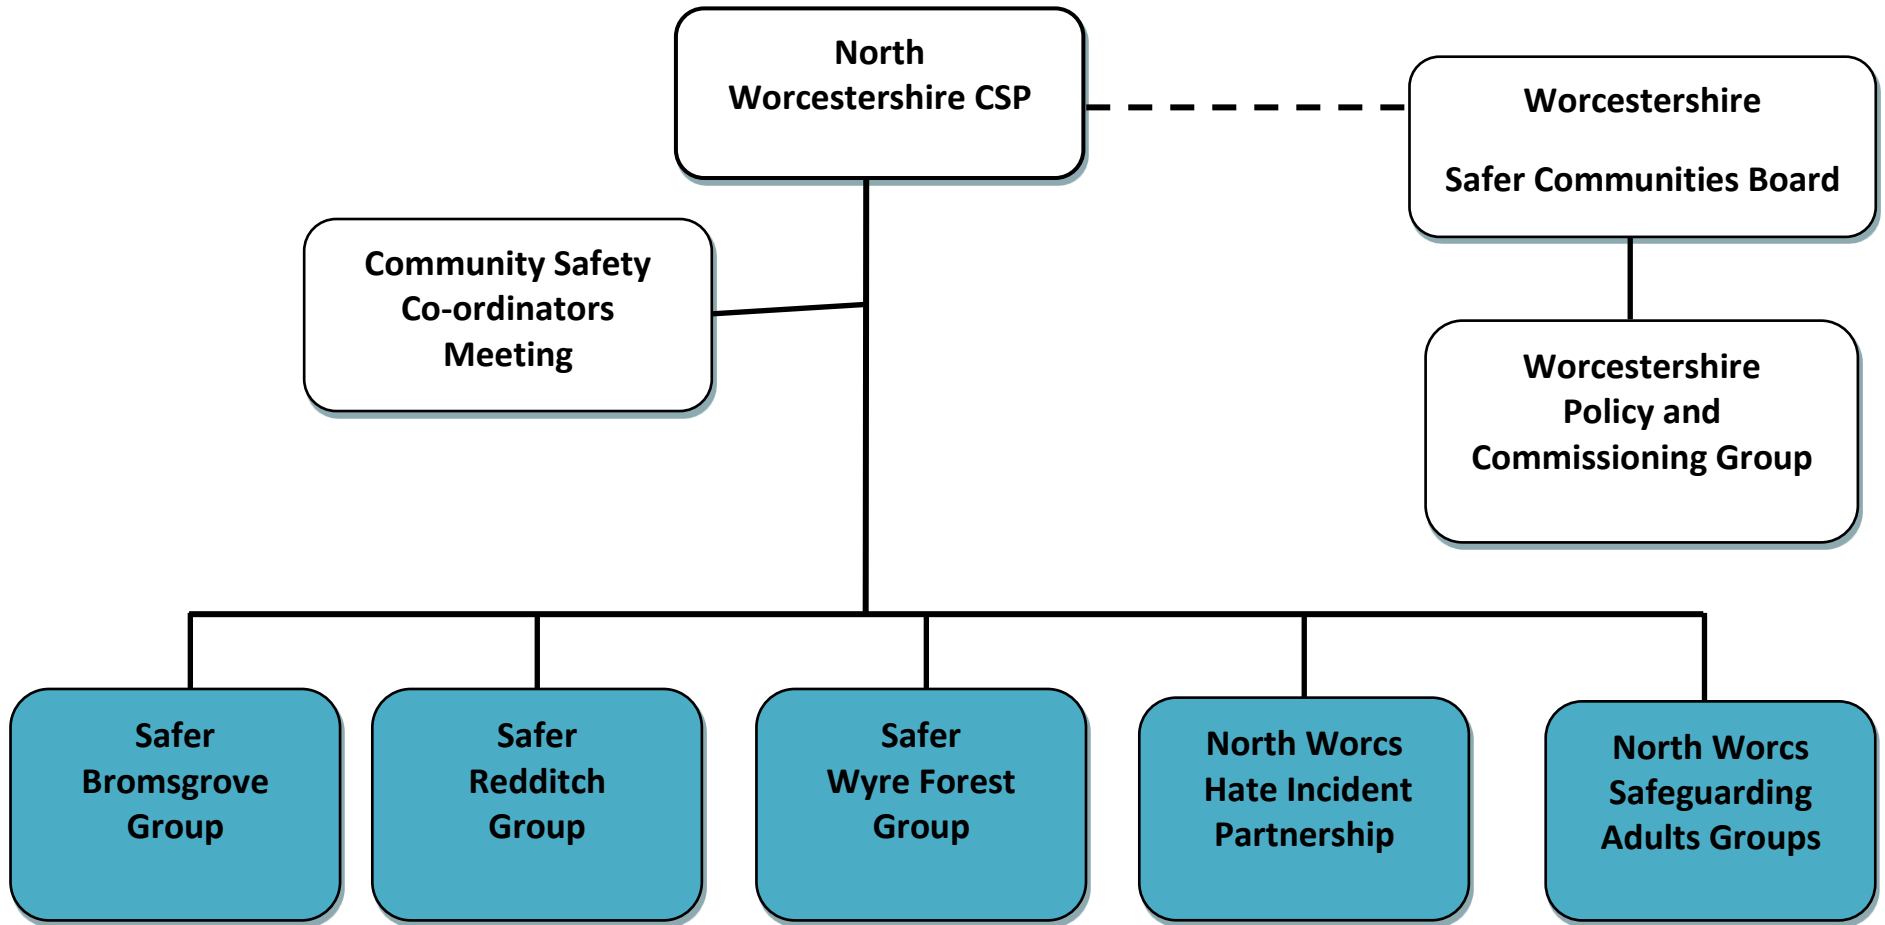 North
Worcestershire CSP
Worcestershire
Safer Communities Board
Community Safety
Co-ordinators
Meeting
Worcestershire
Policy and
Commissioning Group
Safer
Bromsgrove
Group
Safer
Redditch
Group
Safer
Wyre Forest
Group
North Worcs
Hate Incident
Partnership
North Worcs
Safeguarding
Adults Groups